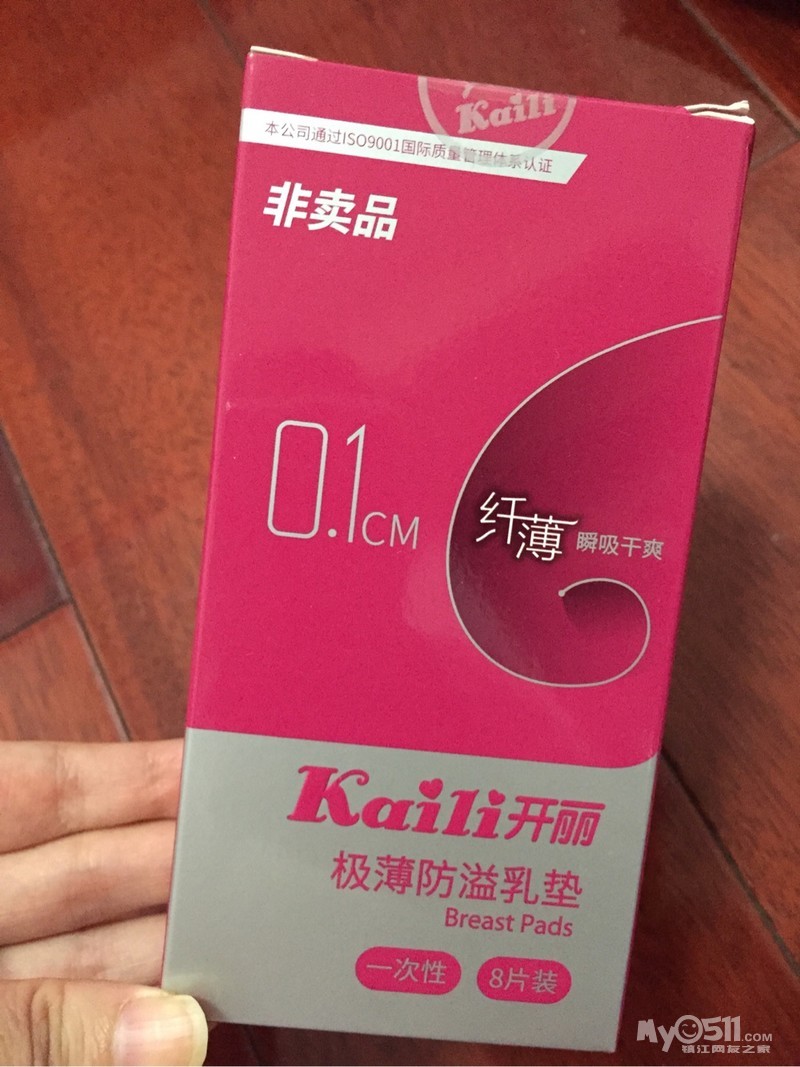 Kaili
本公司通过ISO9001国际质量管理体系认证
非卖品
0.1CM
纤薄 瞬吸干爽
Kaili开丽
极薄防溢乳垫
Breast Pads
一次性 8片装
MyO511.COM
镇江网友之家